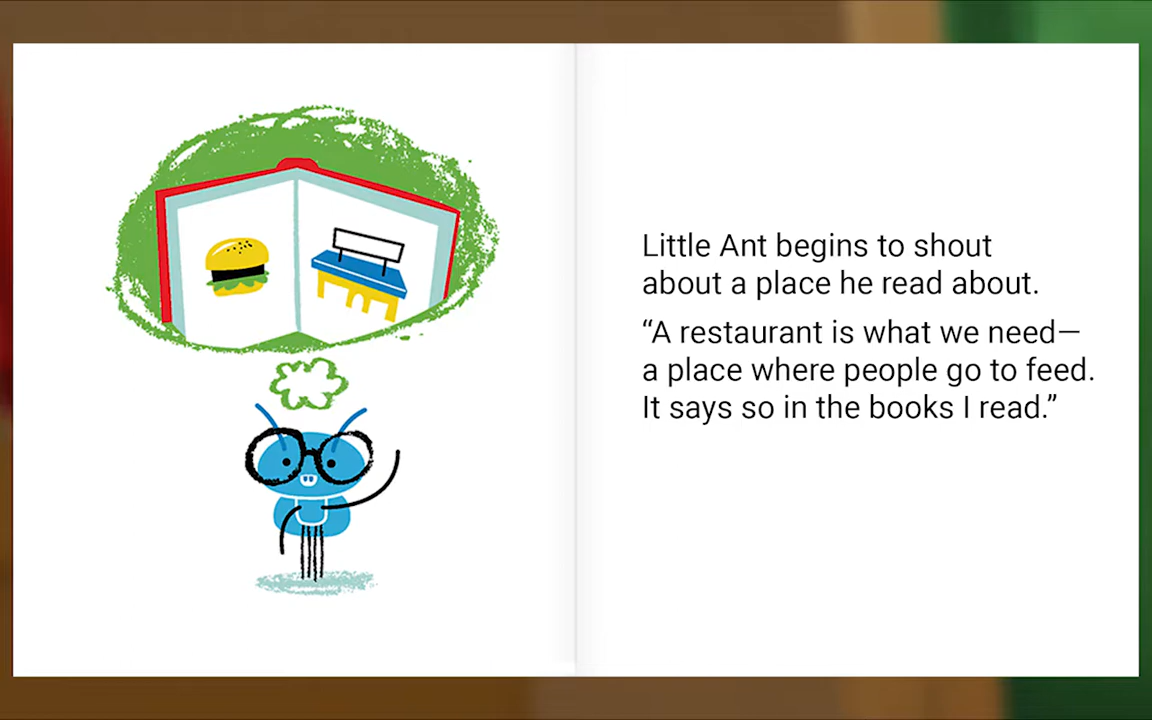 Little Ant begins to shout
about a place he read about.
“A restaurant is what we need—
a place where people go to feed.
It says so in the books I read.”